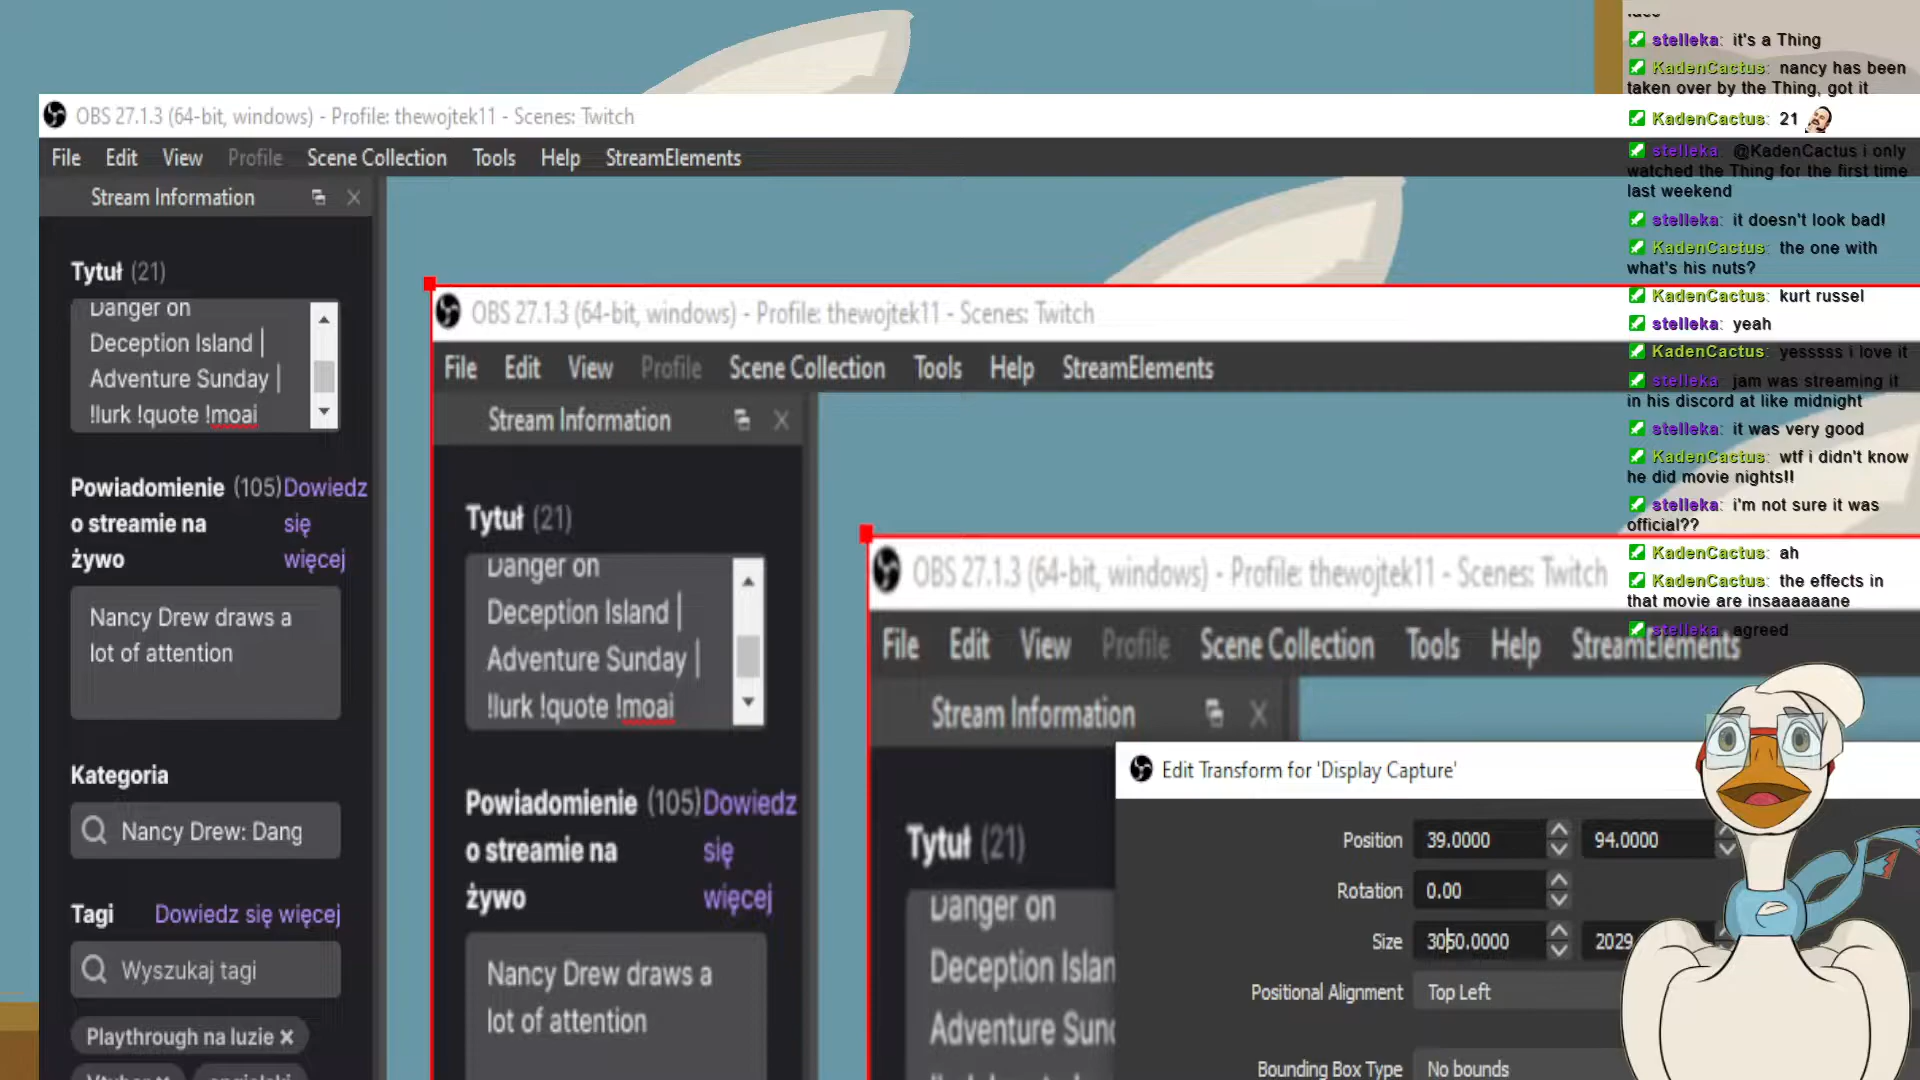 OBS 27.1.3 (64-bit, windows) - Profile: thewojtek11 - Scenes: Twitch
File Edit View Profile Scene Collection Tools Help StreamElements
Stream Information
Tytuł (21)
Danger on
Deception Island |
Adventure Sunday |
!lurk !quote !moai
Powiadomienie (105) Dowiedz
o streamie na się
żywo więcej
Nancy Drew draws a
lot of attention
Kategoria
Nancy Drew: Dang
Tagi Dowiedz się więcej
Wyszukaj tagi
Playthrough na luzie ×
OBS 27.1.3 (64-bit, windows) - Profile: thewojtek11 - Scenes: Twitch
File Edit View Profile Scene Collection Tools Help StreamElements
Stream Information
Tytuł (21)
Danger on
Deception Island |
Adventure Sunday |
!lurk !quote !moai
Powiadomienie (105) Dowiedz
o streamie na się
żywo więcej
Nancy Drew draws a
lot of attention
OBS 27.1.3 (64-bit, windows) - Profile: thewojtek11 - Scenes: Twitch
File Edit View Profile Scene Collection Tools Help StreamElements
Stream Information
Tytuł (21)
Danger on
Deception Islan
Adventure Sund
Edit Transform for 'Display Capture'
Position 39.0000 94.0000
Rotation 0.00
Size 3050.0000 2029
Positional Alignment Top Left
Bounding Box Type No bounds
stelleka: it's a Thing
KadenCactus: nancy has been
taken over by the Thing, got it
KadenCactus: 21
stelleka: @KadenCactus i only
watched the Thing for the first time
last weekend
stelleka: it doesn't look bad!
KadenCactus: the one with
what's his nuts?
KadenCactus: kurt russel
stelleka: yeah
KadenCactus: yesssss i love it
stelleka: jam was streaming it
in his discord at like midnight
stelleka: it was very good
KadenCactus: wtf i didn't know
he did movie nights!!
stelleka: i'm not sure it was
official??
KadenCactus: ah
KadenCactus: the effects in
that movie are insaaaaaane
stelleka: agreed